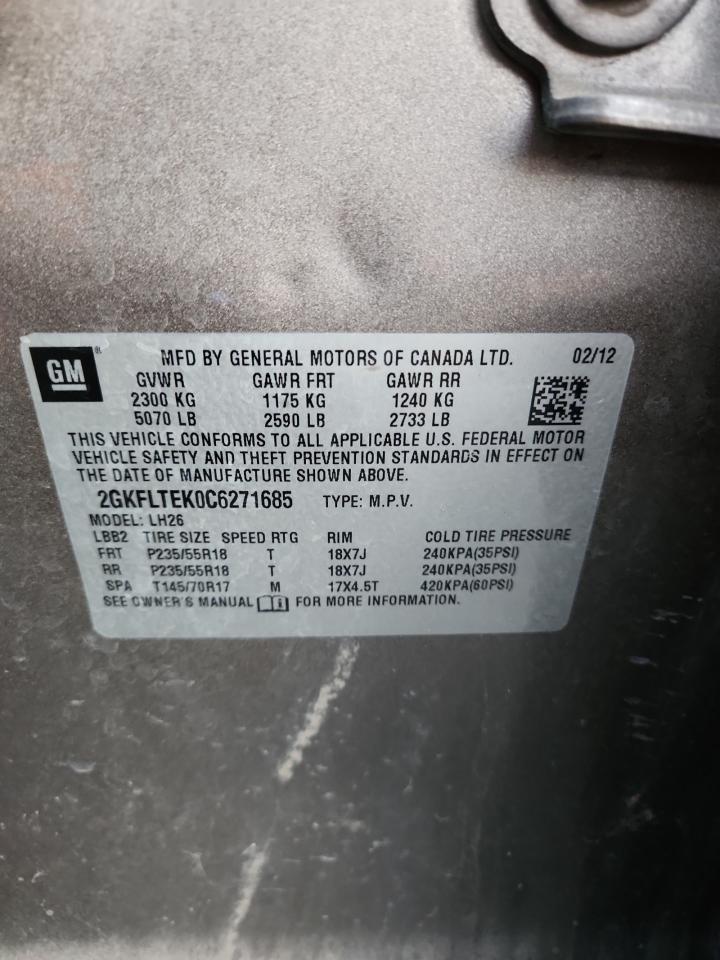 GM ® MFD BY GENERAL MOTORS OF CANADA LTD. 02/12
GVWR GAWR FRT GAWR RR
2300 KG 1175 KG 1240 KG
5070 LB 2590 LB 2733 LB
THIS VEHICLE CONFORMS TO ALL APPLICABLE U.S. FEDERAL MOTOR
VEHICLE SAFETY AND THEFT PREVENTION STANDARDS IN EFFECT ON
THE DATE OF MANUFACTURE SHOWN ABOVE.
2GKFLTEK0C6271685 TYPE: M.P.V.
MODEL: LH26
LBB2 TIRE SIZE SPEED RTG RIM COLD TIRE PRESSURE
FRT P235/55R18 T 18X7J 240KPA(35PSI)
RR P235/55R18 T 18X7J 240KPA(35PSI)
SPA T145/70R17 M 17X4.5T 420KPA(60PSI)
SEE OWNER'S MANUAL FOR MORE INFORMATION.